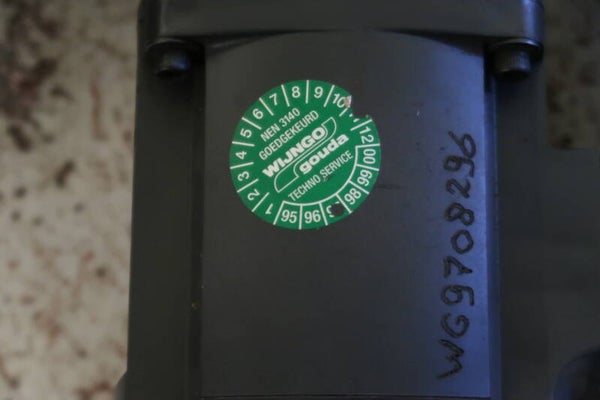 NEN 3140
GOEDGEKEURD
WIJNGO
gouda
TECHNO SERVICE
1 2 3 4 5 6 7 8 9 10 12
00 99 98 96 95
WG9708296